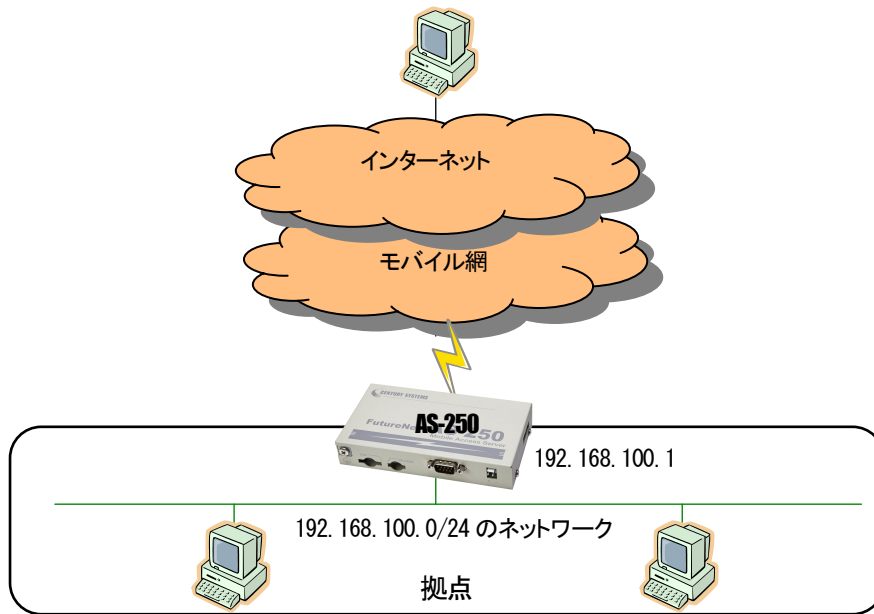 インターネット
モバイル網
CENTURY SYSTEMS
AS-250
FutureNe 250
Mobile Access Server
192.168.100.1
192.168.100.0/24 のネットワーク
拠点